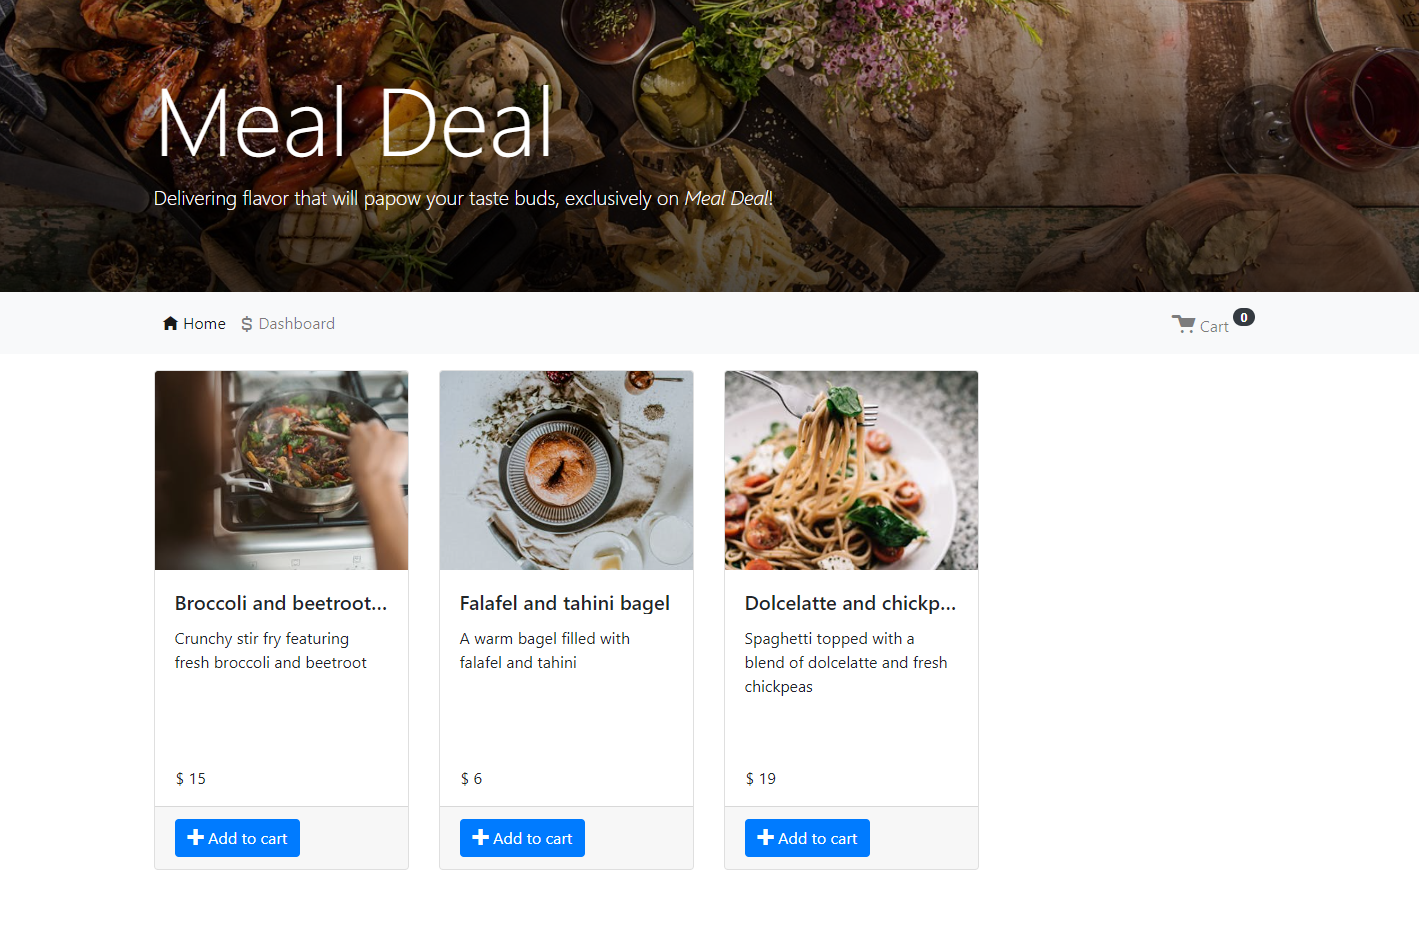 Meal Deal
Delivering flavor that will papow your taste buds, exclusively on Meal Deal!
Home
$ Dashboard
Cart 0
Broccoli and beetroot...
Crunchy stir fry featuring
fresh broccoli and beetroot
$ 15
Add to cart
Falafel and tahini bagel
A warm bagel filled with
falafel and tahini
$ 6
Add to cart
Dolcelatte and chickp...
Spaghetti topped with a
blend of dolcelatte and fresh
chickpeas
$ 19
Add to cart